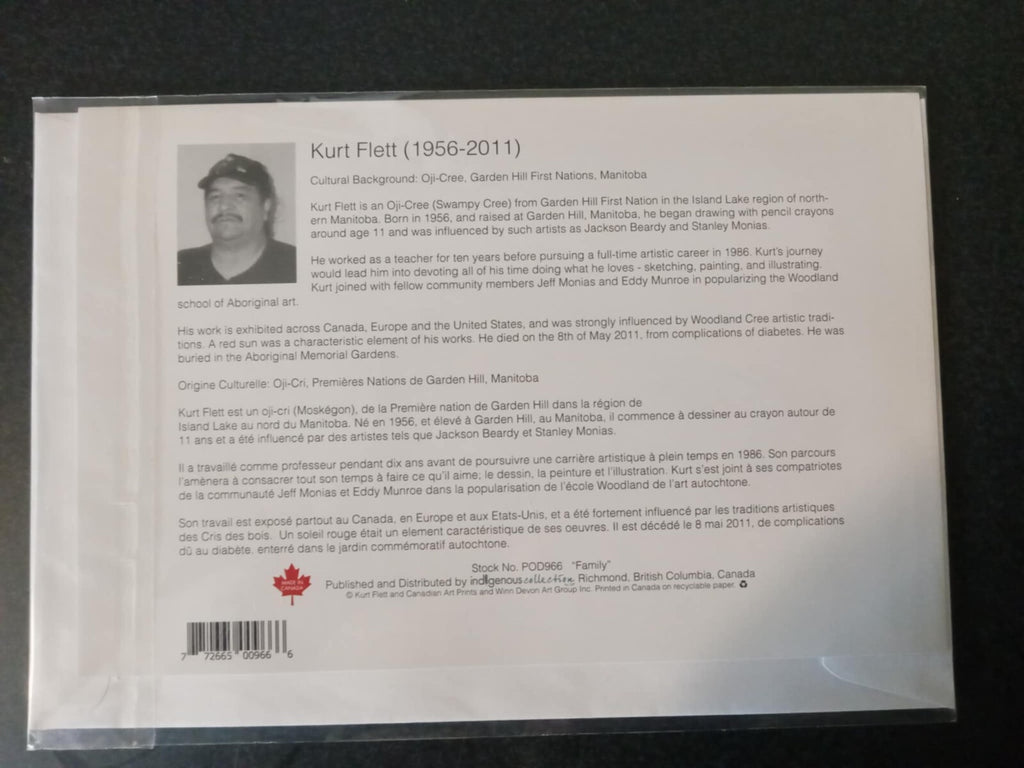 Kurt Flett (1956-2011)
Cultural Background: Oji-Cree, Garden Hill First Nations, Manitoba
Kurt Flett is an Oji-Cree (Swampy Cree) from Garden Hill First Nation in the Island Lake region of north-
ern Manitoba. Born in 1956, and raised at Garden Hill, Manitoba, he began drawing with pencil crayons
around age 11 and was influenced by such artists as Jackson Beardy and Stanley Monias.
He worked as a teacher for ten years before pursuing a full-time artistic career in 1986. Kurt's journey
would lead him into devoting all of his time doing what he loves - sketching, painting, and illustrating.
Kurt joined with fellow community members Jeff Monias and Eddy Munroe in popularizing the Woodland
school of Aboriginal art.
His work is exhibited across Canada, Europe and the United States, and was strongly influenced by Woodland Cree artistic tradi-
tions. A red sun was a characteristic element of his works. He died on the 8th of May 2011, from complications of diabetes. He was
buried in the Aboriginal Memorial Gardens.
Origine Culturelle: Oji-Cri, Premières Nations de Garden Hill, Manitoba
Kurt Flett est un oji-cri (Moskégon), de la Première nation de Garden Hill dans la région de
Island Lake au nord du Manitoba. Né en 1956, et élevé à Garden Hill, au Manitoba, il commence à dessiner au crayon autour de
11 ans et a été influencé par des artistes tels que Jackson Beardy et Stanley Monias.
Il a travaillé comme professeur pendant dix ans avant de poursuivre une carrière artistique à plein temps en 1986. Son parcours
l'amènera à consacrer tout son temps à faire ce qu'il aime; le dessin, la peinture et l'illustration. Kurt s'est joint à ses compatriotes
de la communauté Jeff Monias et Eddy Munroe dans la popularisation de l'école Woodland de l'art autochtone.
Son travail est exposé partout au Canada, en Europe et aux Etats-Unis, et a été fortement influencé par les traditions artistiques
des Cris des bois. Un soleil rouge était un element caractéristique de ses oeuvres. Il est décédé le 8 mai 2011, de complications
dû au diabète. enterré dans le jardin commémoratif autochtone.
Stock No. POD966 "Family"
MADE IN CANADA
Published and Distributed by indigenous collection Richmond, British Columbia, Canada
© Kurt Flett and Canadian Art Prints and Winn Devon Art Group Inc. Printed in Canada on recyclable paper.
7 72665 00966 6